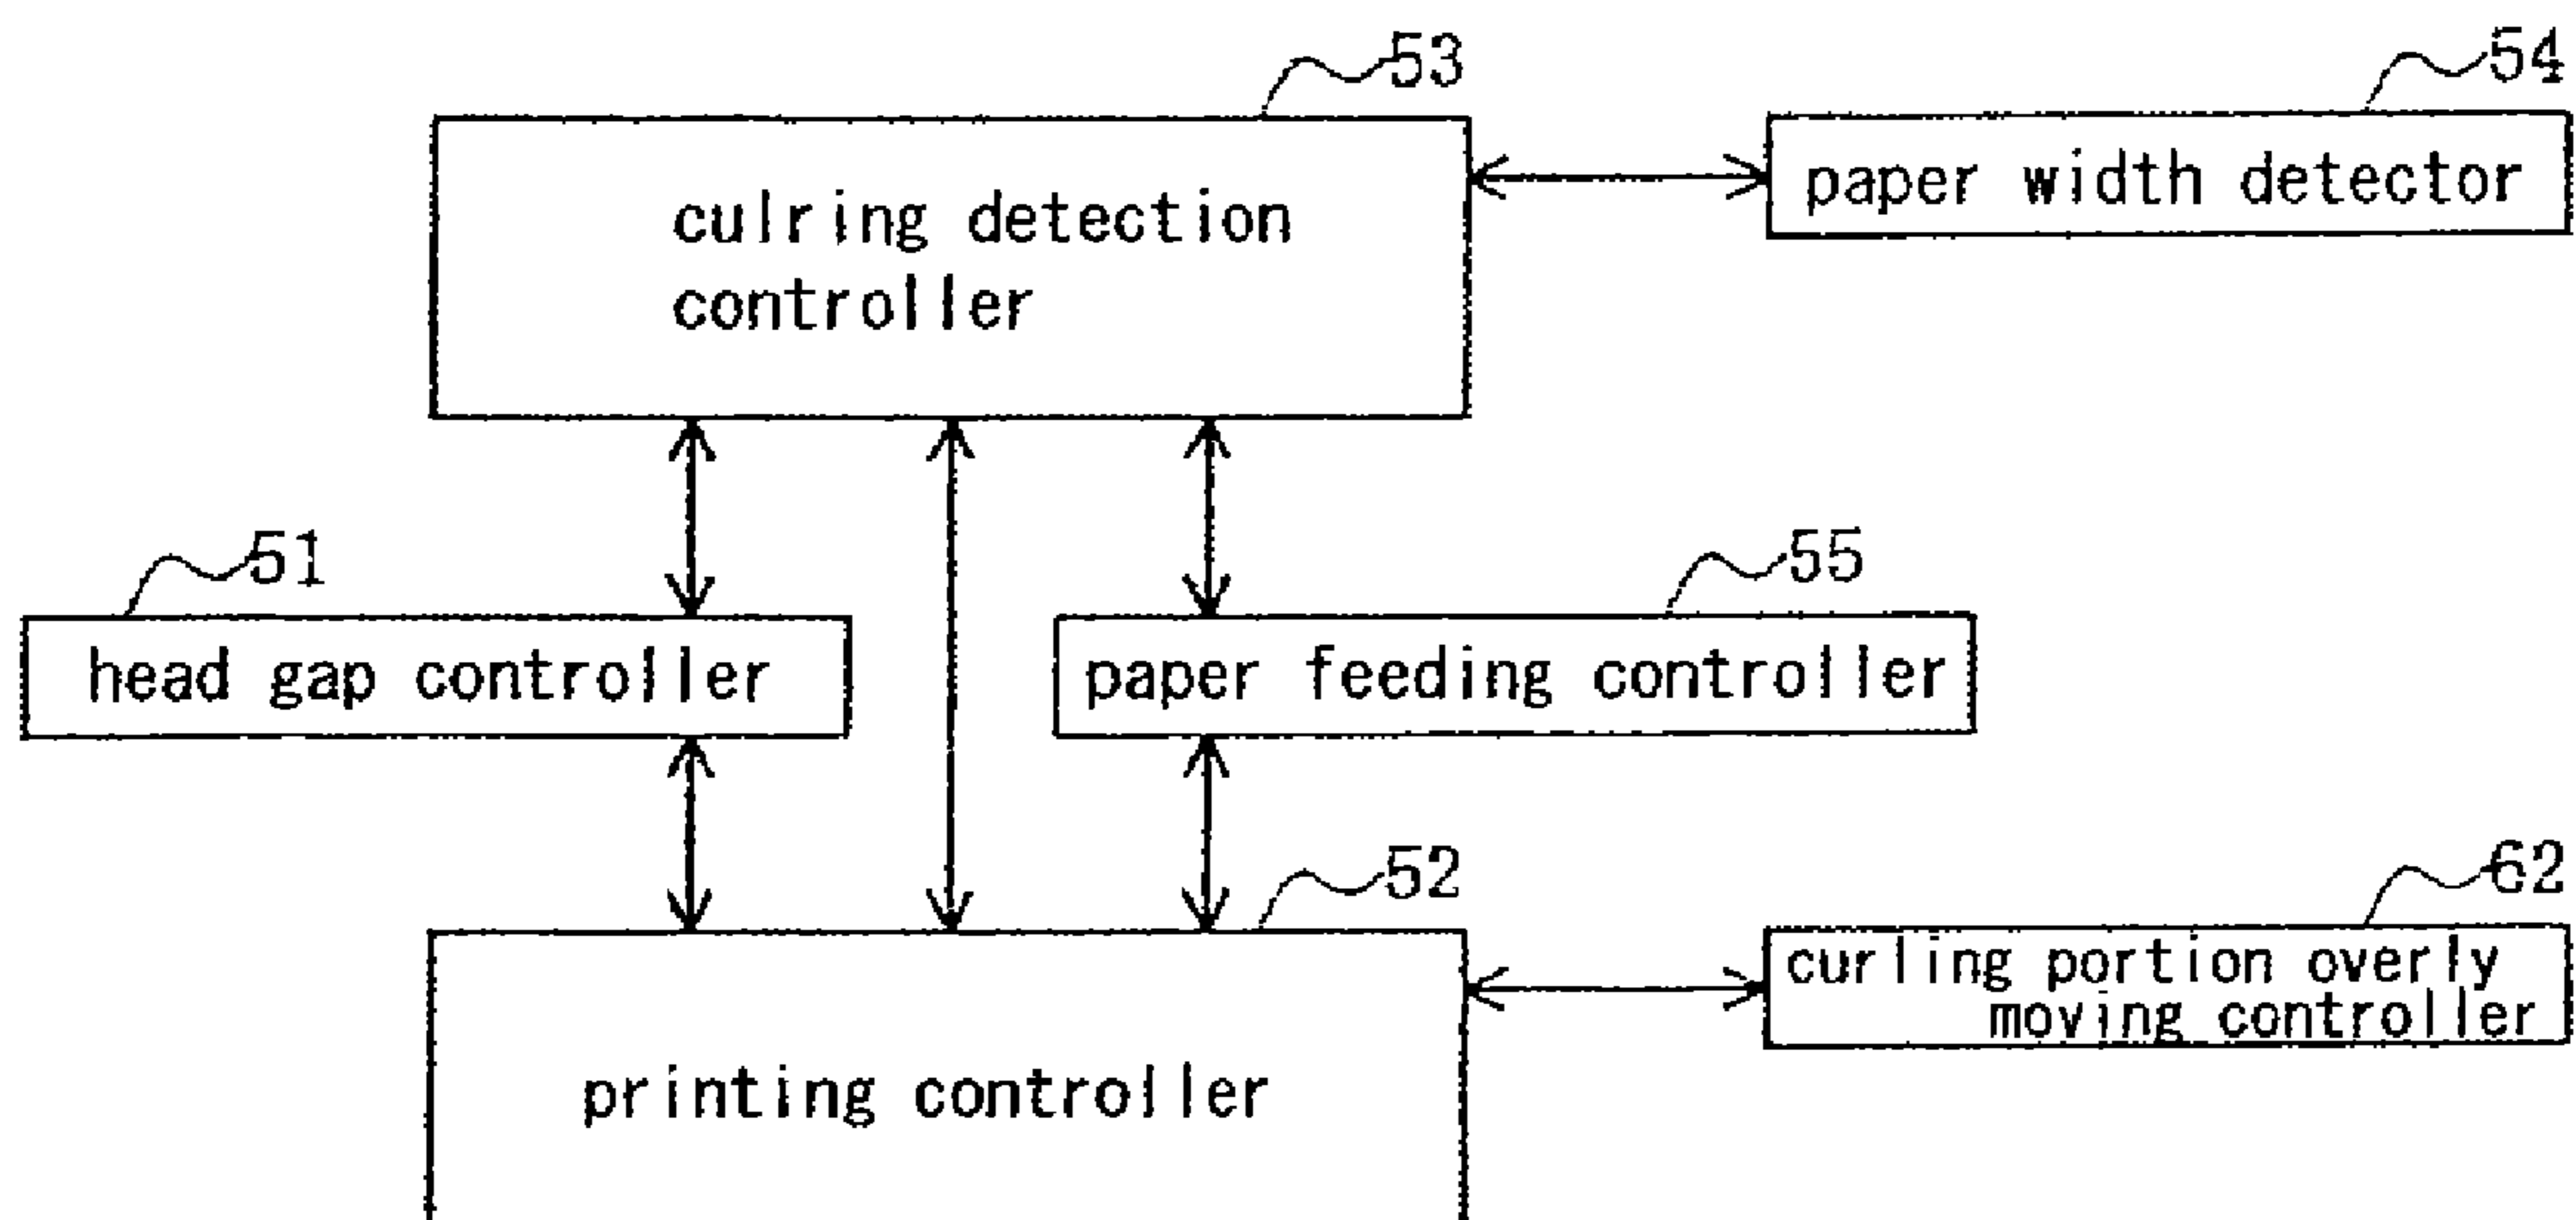 53
54
culring detection
controller
paper width detector
51
55
head gap controller
paper feeding controller
52
62
curling portion overly
moving controller
printing controller